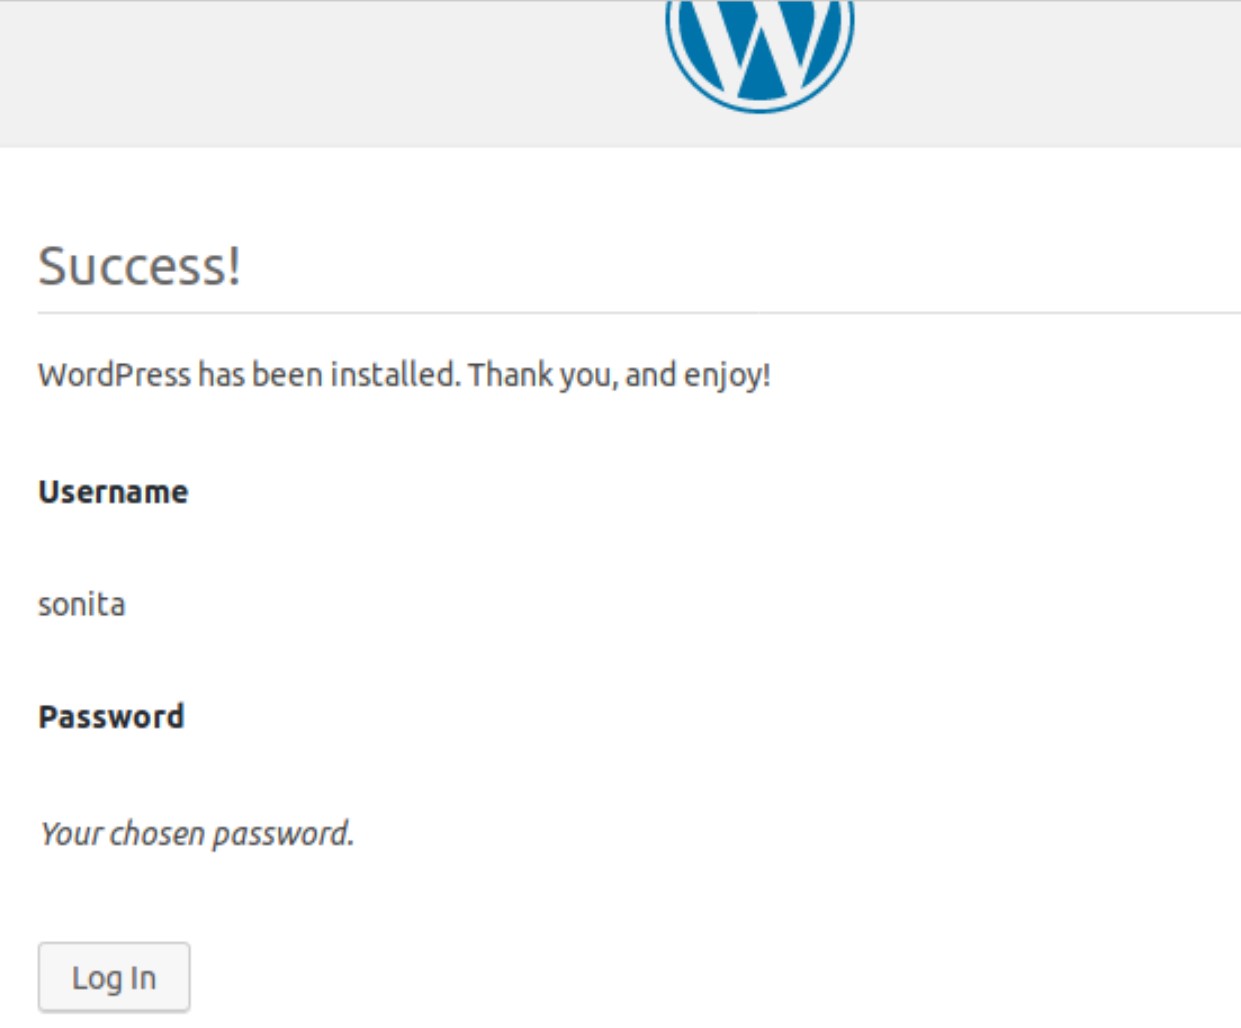 Success!
WordPress has been installed. Thank you, and enjoy!
Username
sonita
Password
Your chosen password.
Log In